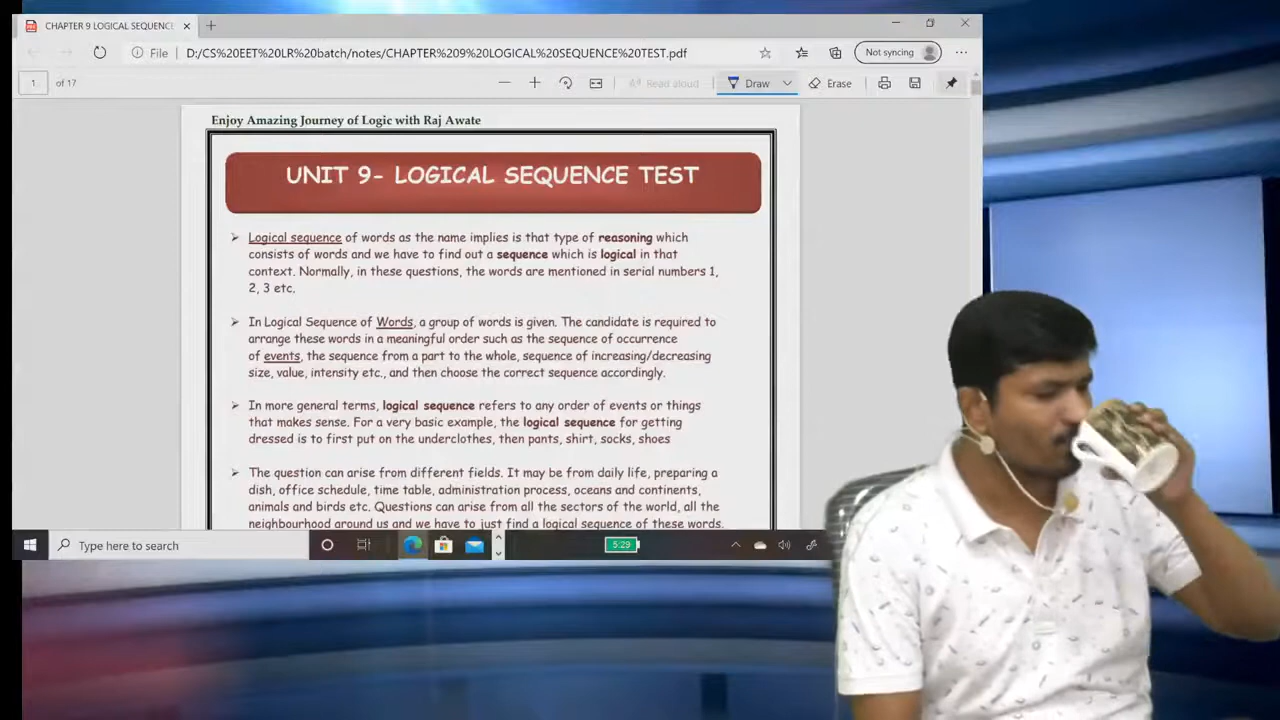 CHAPTER 9 LOGICAL SEQUENCE
File D:/CS%20EET%20LR%20batch/notes/CHAPTER%209%20LOGICAL%20SEQUENCE%20TEST.pdf Not syncing
1 of 17 Read aloud Draw Erase
Enjoy Amazing Journey of Logic with Raj Awate
UNIT 9- LOGICAL SEQUENCE TEST
Logical sequence of words as the name implies is that type of reasoning which
consists of words and we have to find out a sequence which is logical in that
context. Normally, in these questions, the words are mentioned in serial numbers 1,
2, 3 etc.
In Logical Sequence of Words, a group of words is given. The candidate is required to
arrange these words in a meaningful order such as the sequence of occurrence
of events, the sequence from a part to the whole, sequence of increasing/decreasing
size, value, intensity etc., and then choose the correct sequence accordingly.
In more general terms, logical sequence refers to any order of events or things
that makes sense. For a very basic example, the logical sequence for getting
dressed is to first put on the underclothes, then pants, shirt, socks, shoes
The question can arise from different fields. It may be from daily life, preparing a
dish, office schedule, time table, administration process, oceans and continents,
animals and birds etc. Questions can arise from all the sectors of the world, all the
neighbourhood around us and we have to just find a logical sequence of these words.
Type here to search 5:29